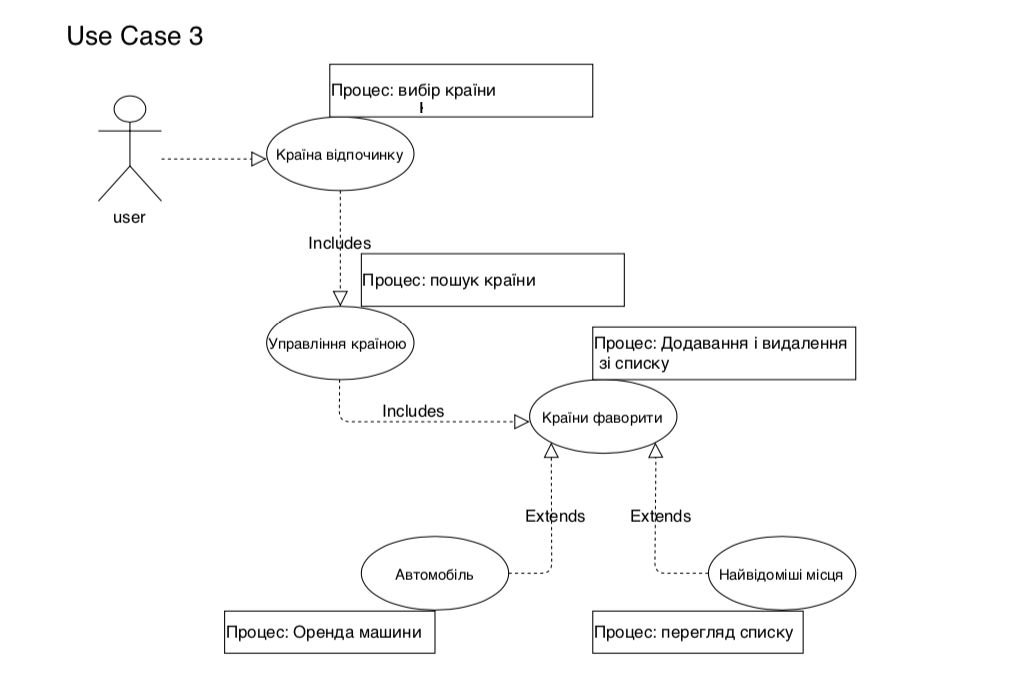 Use Case 3
Процес: вибір країни
Країна відпочинку
user
Includes
Процес: пошук країни
Управління країною
Процес: Додавання і видалення
зі списку
Includes
Країни фаворити
Extends
Extends
Автомобіль
Найвідоміші місця
Процес: Оренда машини
Процес: перегляд списку